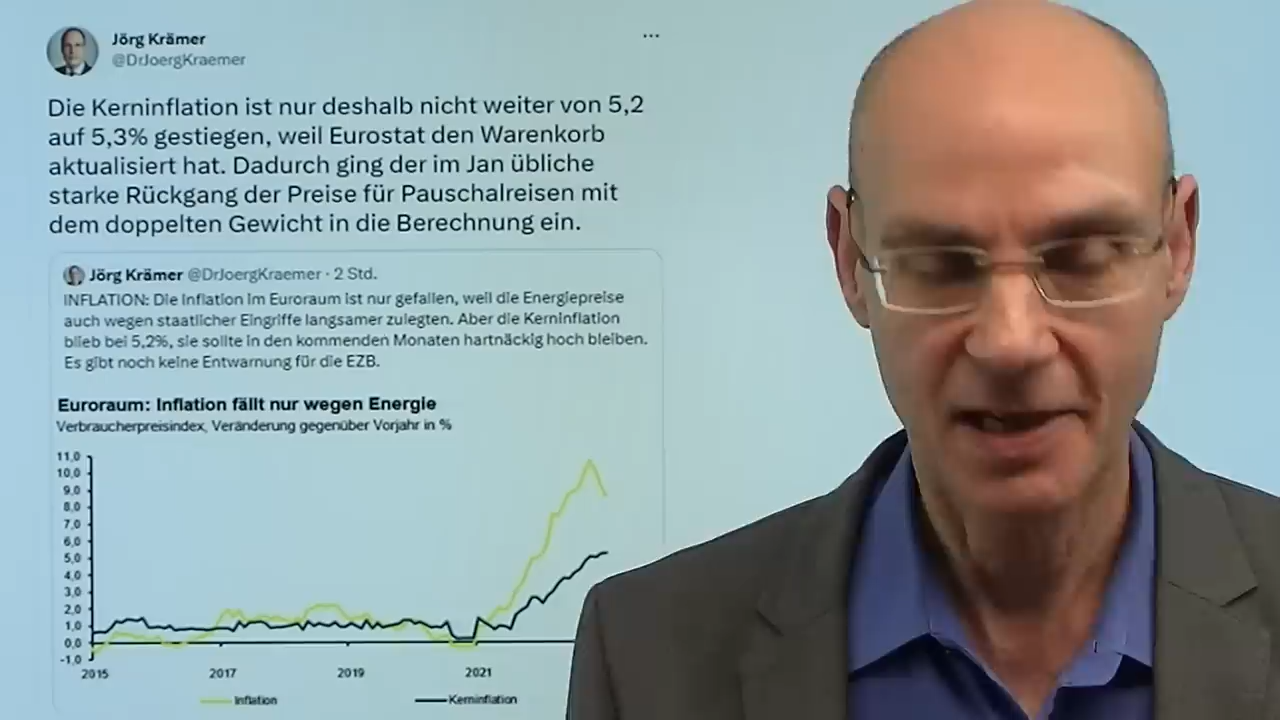 Jörg Krämer
@DrJoergKraemer
...
Die Kerninflation ist nur deshalb nicht weiter von 5,2
auf 5,3% gestiegen, weil Eurostat den Warenkorb
aktualisiert hat. Dadurch ging der im Jan übliche
starke Rückgang der Preise für Pauschalreisen mit
dem doppelten Gewicht in die Berechnung ein.
Jörg Krämer @DrJoergKraemer · 2 Std.
INFLATION: Die Inflation im Euroraum ist nur gefallen, weil die Energiepreise
auch wegen staatlicher Eingriffe langsamer zulegten. Aber die Kerninflation
blieb bei 5,2%, sie sollte in den kommenden Monaten hartnäckig hoch bleiben.
Es gibt noch keine Entwarnung für die EZB.
Euroraum: Inflation fällt nur wegen Energie
Verbraucherpreisindex, Veränderung gegenüber Vorjahr in %
11,0
10,0
9,0
8,0
7,0
6,0
5,0
4,0
3,0
2,0
1,0
0,0
-1,0
2015 2017 2019 2021
Inflation Kerninflation